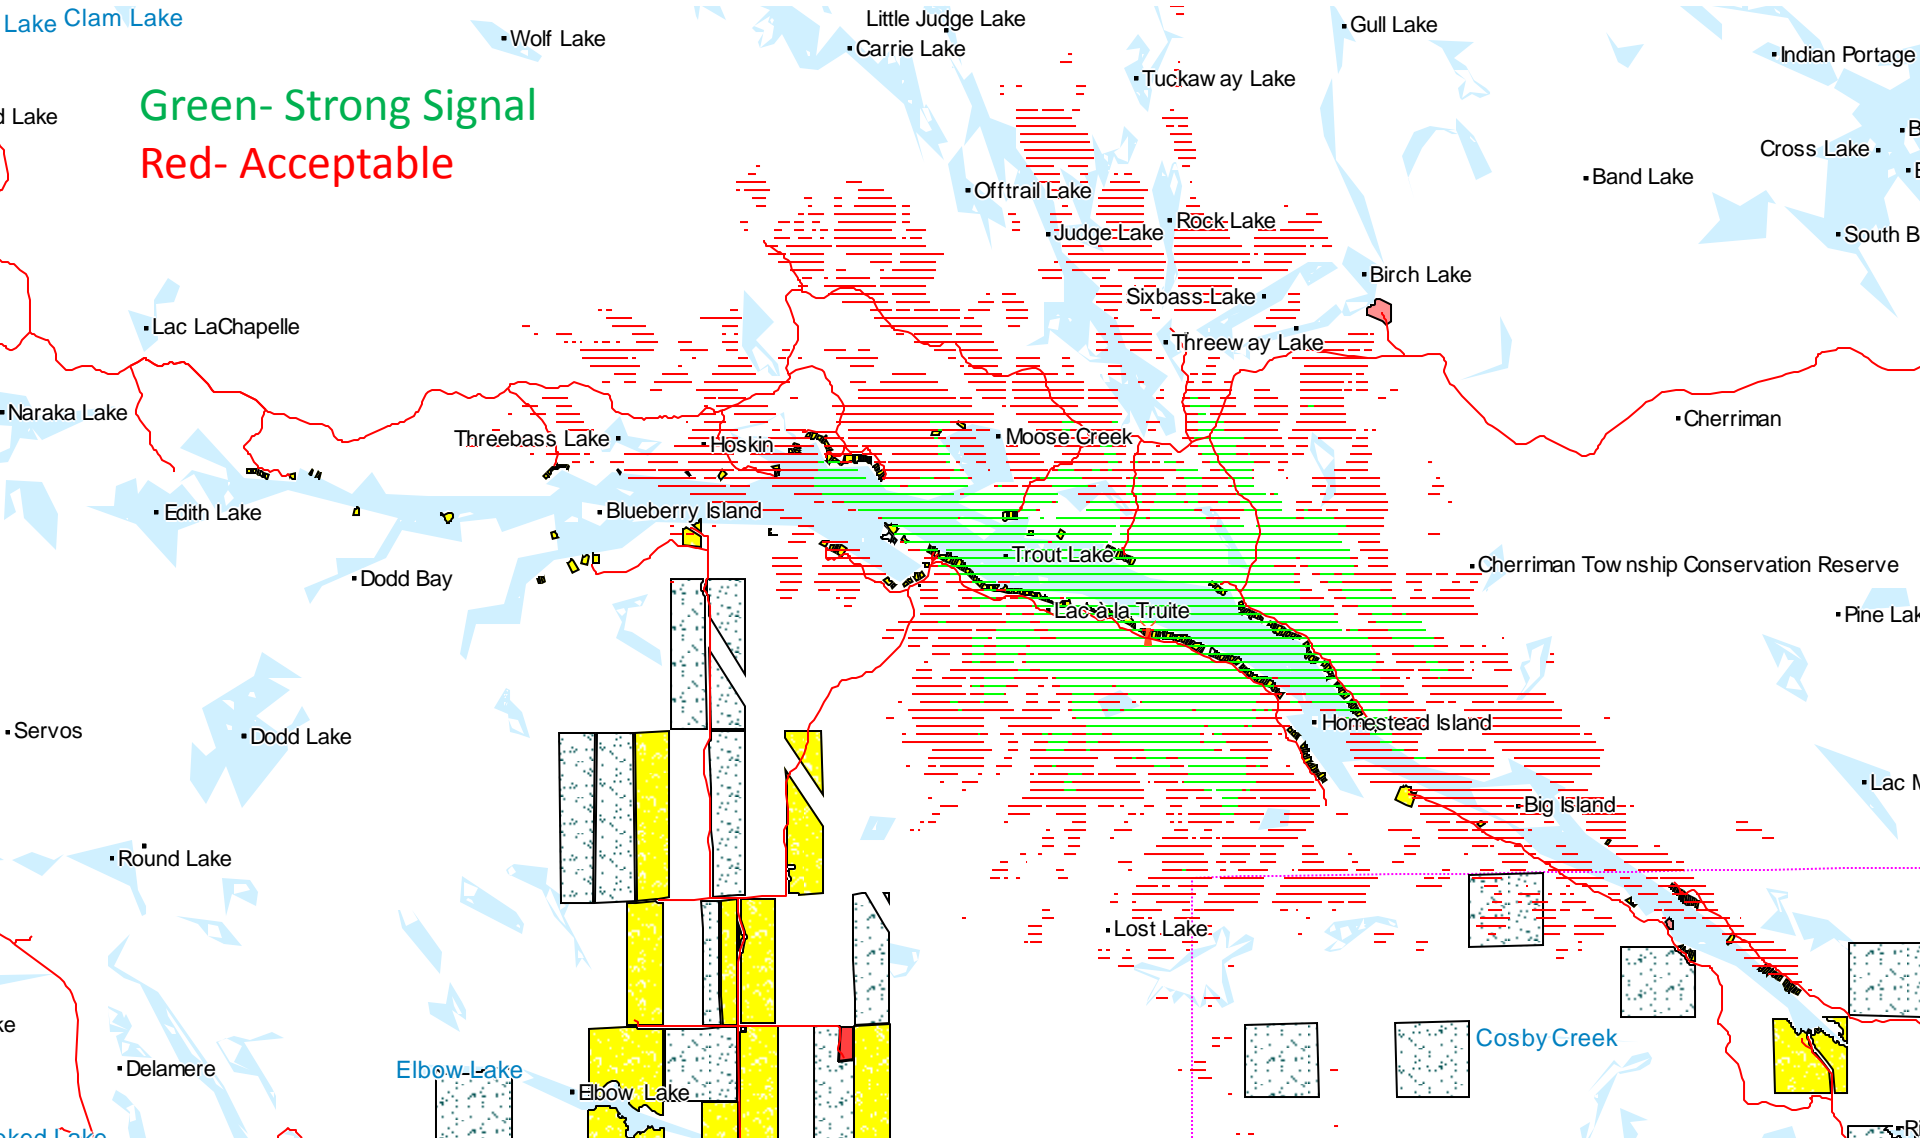 Lake
Clam Lake
Wolf Lake
Little Judge Lake
Carrie Lake
Gull Lake
Indian Portage
Tuckaway Lake
Green- Strong Signal
Red- Acceptable
Lake
Cross Lake
Band Lake
Offtrail Lake
Rock Lake
Judge Lake
South B
Birch Lake
Sixbass Lake
Lac LaChapelle
Threeway Lake
Naraka Lake
Cherriman
Threebass Lake
Hoskin
Moose Creek
Edith Lake
Blueberry Island
Trout Lake
Cherriman Township Conservation Reserve
Dodd Bay
Lac à la Truite
Pine Lak
Servos
Dodd Lake
Homestead Island
Lac M
Big Island
Round Lake
Lost Lake
Cosby Creek
Delamere
Elbow Lake
Elbow Lake
oked Lake